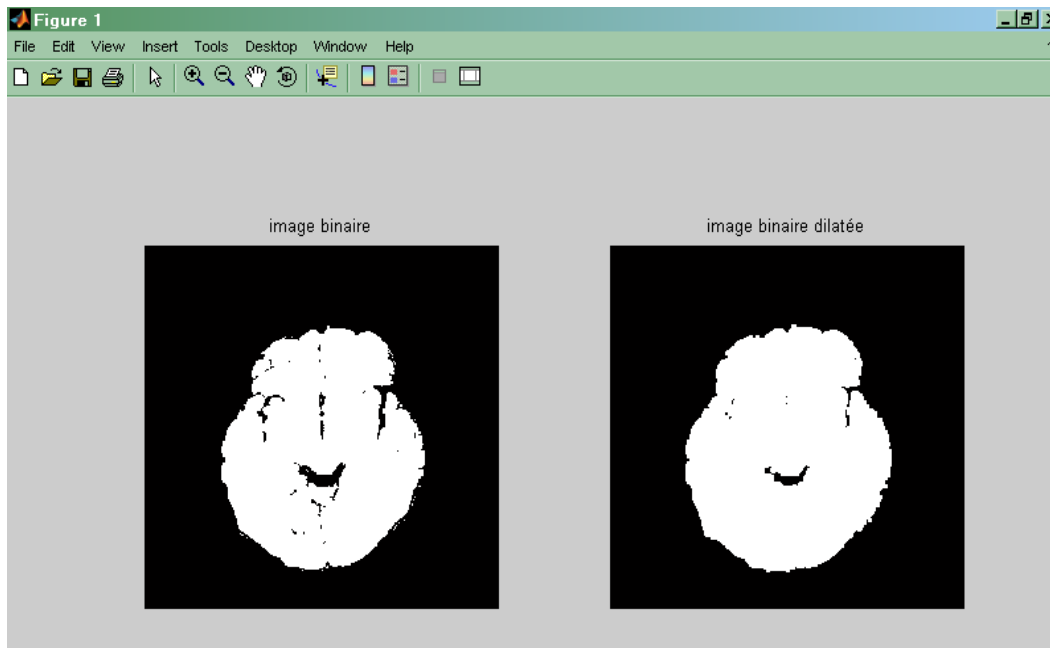 Figure 1
File Edit View Insert Tools Desktop Window Help
image binaire
image binaire dilatée